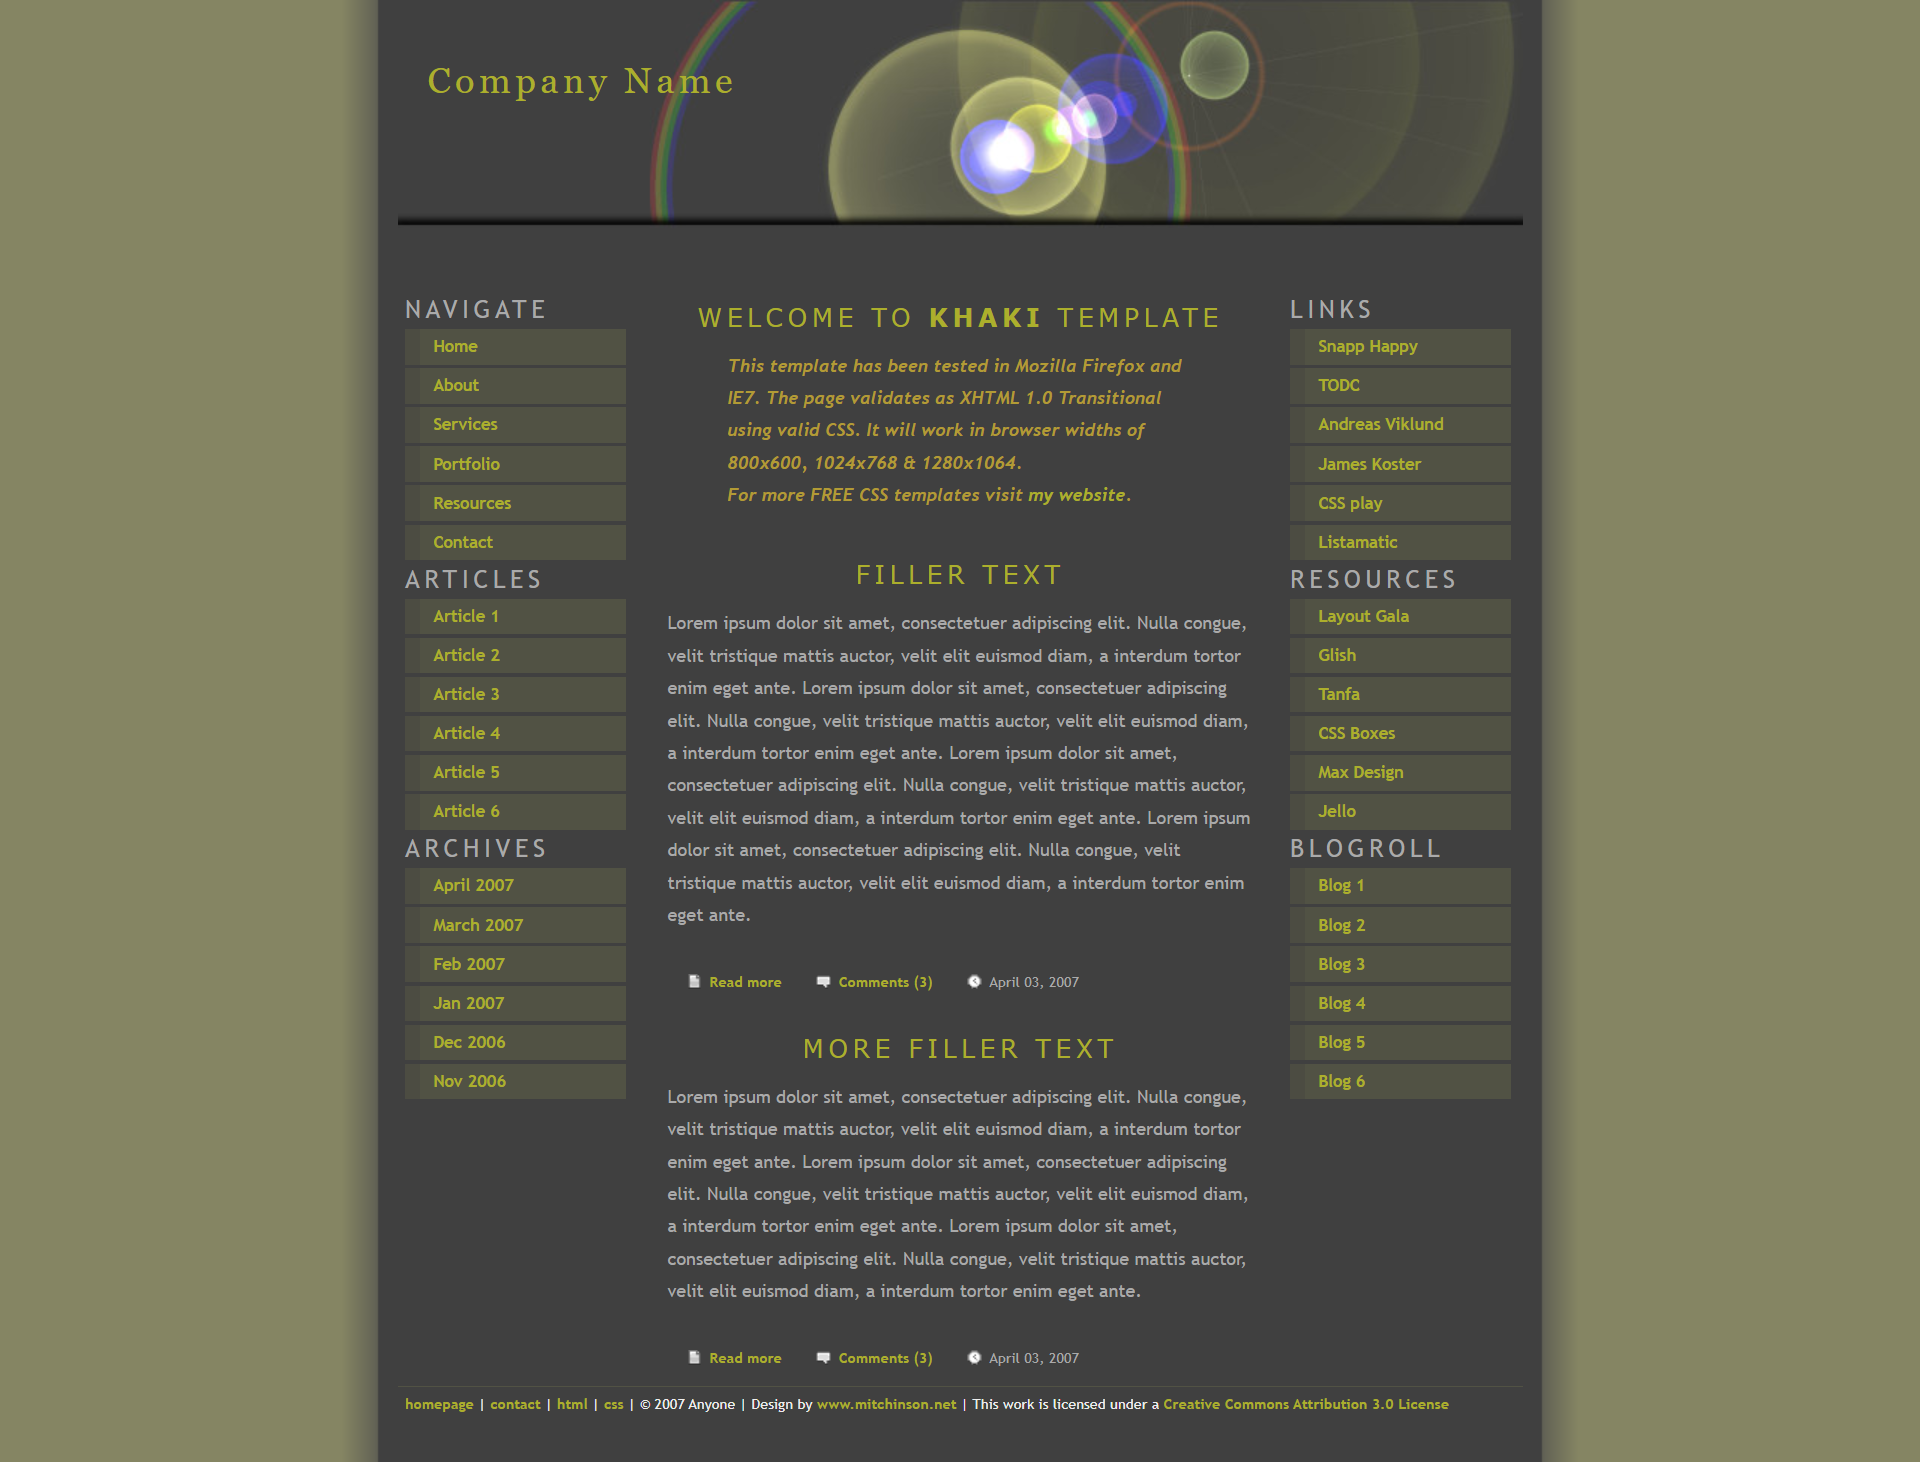 Company Name
NAVIGATE
Home
About
Services
Portfolio
Resources
Contact
ARTICLES
Article 1
Article 2
Article 3
Article 4
Article 5
Article 6
ARCHIVES
April 2007
March 2007
Feb 2007
Jan 2007
Dec 2006
Nov 2006
WELCOME TO KHAKI TEMPLATE
This template has been tested in Mozilla Firefox and
IE7. The page validates as XHTML 1.0 Transitional
using valid CSS. It will work in browser widths of
800x600, 1024x768 & 1280x1064.
For more FREE CSS templates visit my website.
FILLER TEXT
Lorem ipsum dolor sit amet, consectetuer adipiscing elit. Nulla congue,
velit tristique mattis auctor, velit elit euismod diam, a interdum tortor
enim eget ante. Lorem ipsum dolor sit amet, consectetuer adipiscing
elit. Nulla congue, velit tristique mattis auctor, velit elit euismod diam,
a interdum tortor enim eget ante. Lorem ipsum dolor sit amet,
consectetuer adipiscing elit. Nulla congue, velit tristique mattis auctor,
velit elit euismod diam, a interdum tortor enim eget ante. Lorem ipsum
dolor sit amet, consectetuer adipiscing elit. Nulla congue, velit
tristique mattis auctor, velit elit euismod diam, a interdum tortor enim
eget ante.
Read more Comments (3) April 03, 2007
MORE FILLER TEXT
Lorem ipsum dolor sit amet, consectetuer adipiscing elit. Nulla congue,
velit tristique mattis auctor, velit elit euismod diam, a interdum tortor
enim eget ante. Lorem ipsum dolor sit amet, consectetuer adipiscing
elit. Nulla congue, velit tristique mattis auctor, velit elit euismod diam,
a interdum tortor enim eget ante. Lorem ipsum dolor sit amet,
consectetuer adipiscing elit. Nulla congue, velit tristique mattis auctor,
velit elit euismod diam, a interdum tortor enim eget ante.
Read more Comments (3) April 03, 2007
LINKS
Snapp Happy
TODC
Andreas Viklund
James Koster
CSS play
Listamatic
RESOURCES
Layout Gala
Glish
Tanfa
CSS Boxes
Max Design
Jello
BLOGROLL
Blog 1
Blog 2
Blog 3
Blog 4
Blog 5
Blog 6
homepage | contact | html | css | © 2007 Anyone | Design by www.mitchinson.net | This work is licensed under a Creative Commons Attribution 3.0 License